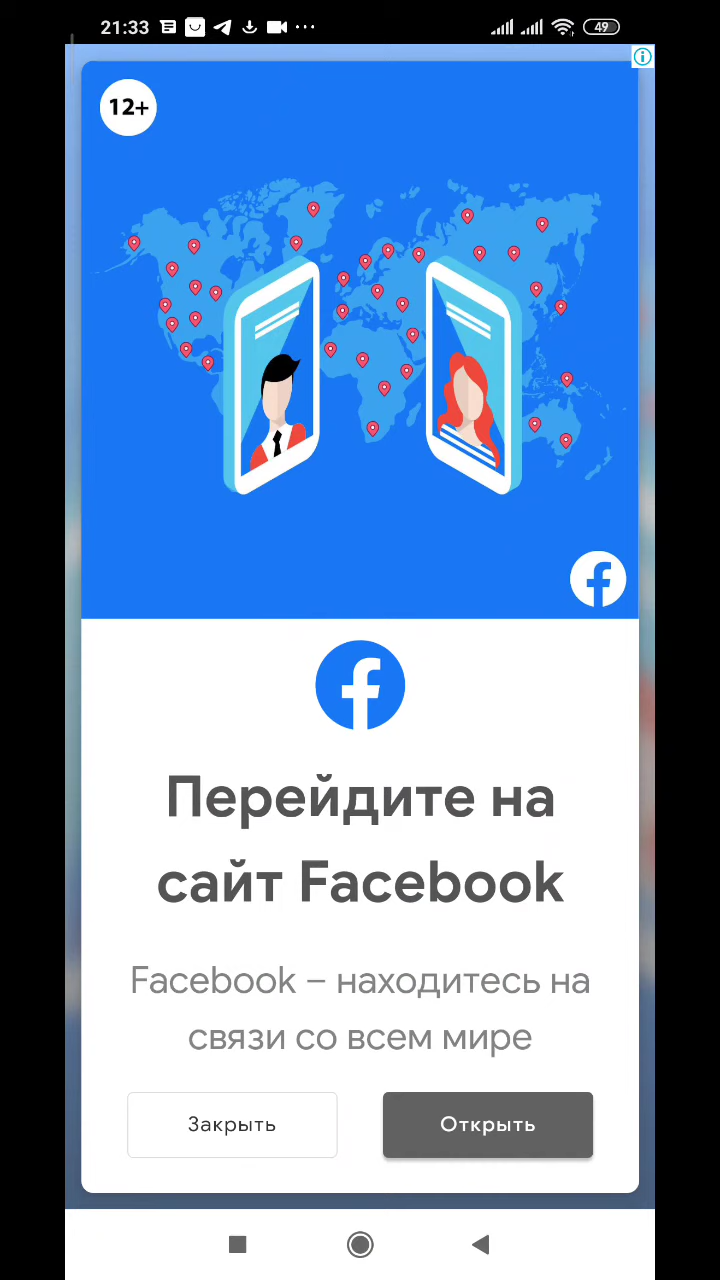 21:33
49
12+
Перейдите на
сайт Facebook
Facebook – находитесь на
связи со всем мире
Закрыть
Открыть